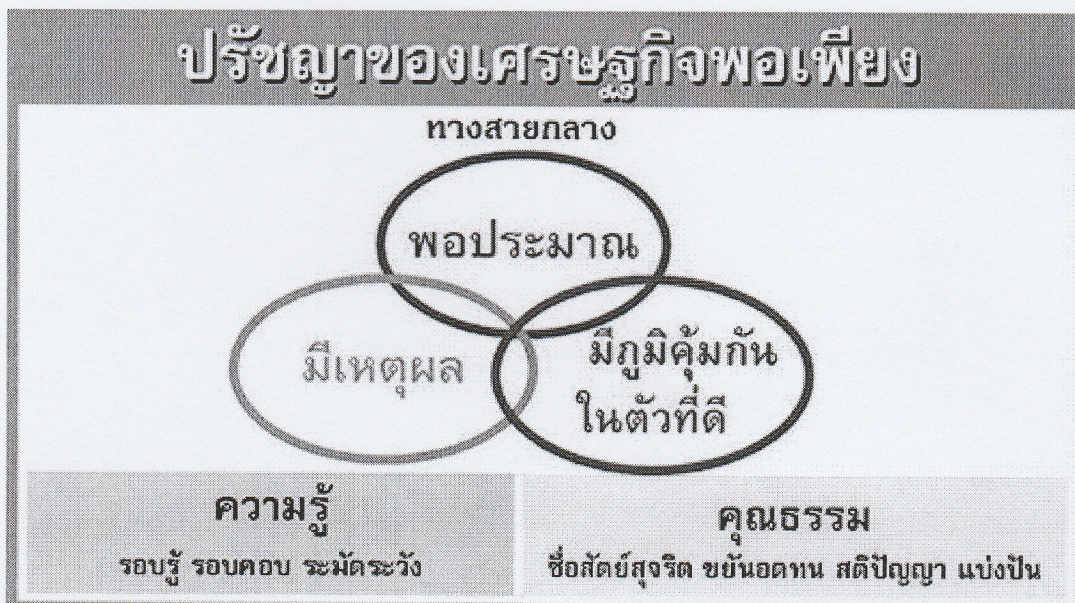 ปรัชญาของเศรษฐกิจพอเพียง
ทางสายกลาง
พอประมาณ
มีเหตุผล
มีภูมิคุ้มกัน
ในตัวที่ดี
ความรู้
รอบรู้ รอบคอบ ระมัดระวัง
คุณธรรม
ซื่อสัตย์สุจริต ขยันอดทน สติปัญญา แบ่งปัน